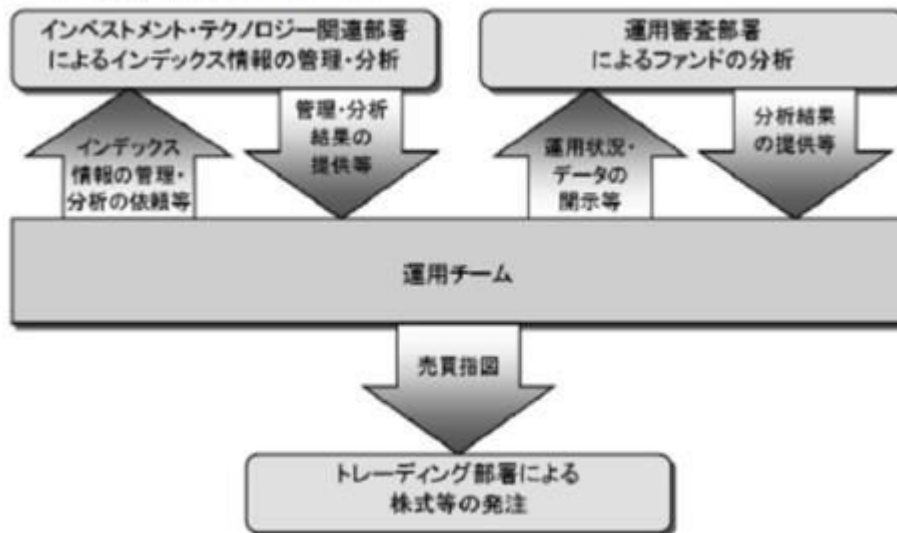 インベストメント・テクノロジー関連部署
によるインデックス情報の管理・分析
運用審査部署
によるファンドの分析
インデックス
情報の管理・
分析の依頼等
管理・分析
結果の
提供等
運用状況・
データの
開示等
分析結果
の提供等
運用チーム
売買指図
トレーディング部署による
株式等の発注